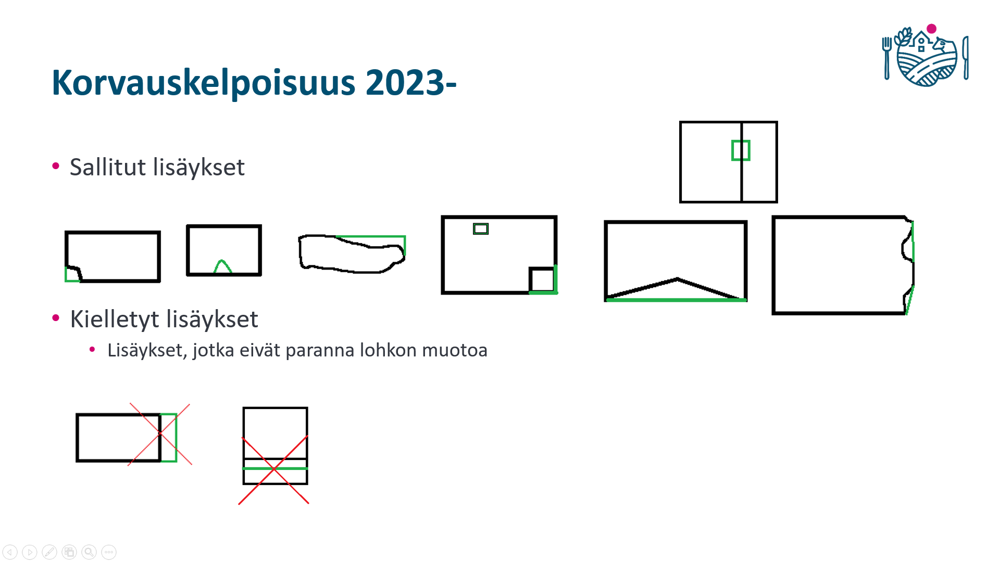 Korvauskelpoisuus 2023-
Sallitut lisäykset
Kielletyt lisäykset
Lisäykset, jotka eivät paranna lohkon muotoa